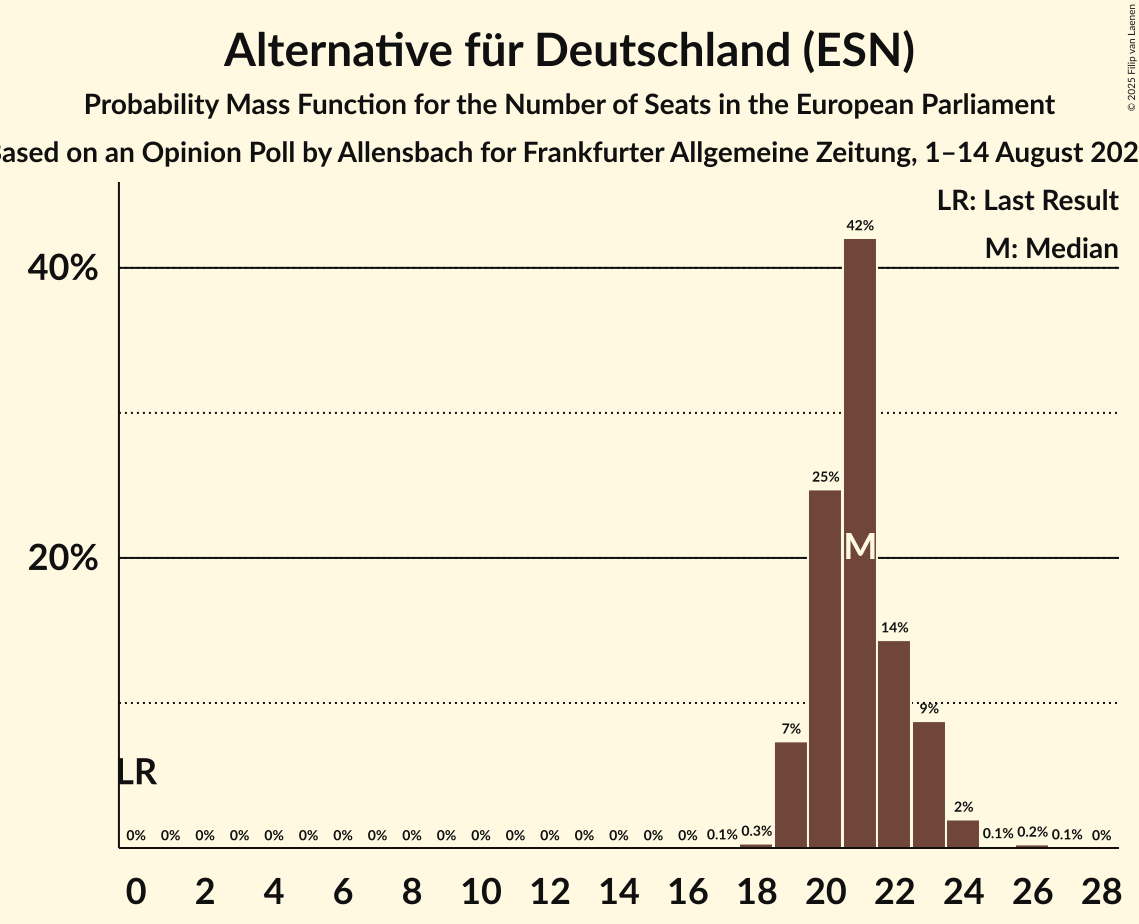 Alternative für Deutschland (ESN)
Probability Mass Function for the Number of Seats in the European Parliament
on an Opinion Poll by Allensbach for Frankfurter Allgemeine Zeitung, 1–14 August
© 2025 Filip van Laenen
LR: Last Result
M: Median
42%
40%
25%
M
20%
14%
9%
7%
LR
2%
0% 0% 0% 0% 0% 0% 0% 0% 0% 0% 0% 0% 0% 0% 0% 0% 0% 0.1% 0.3% 0.1% 0.2% 0.1% 0%
0 2 4 6 8 10 12 14 16 18 20 22 24 26 28